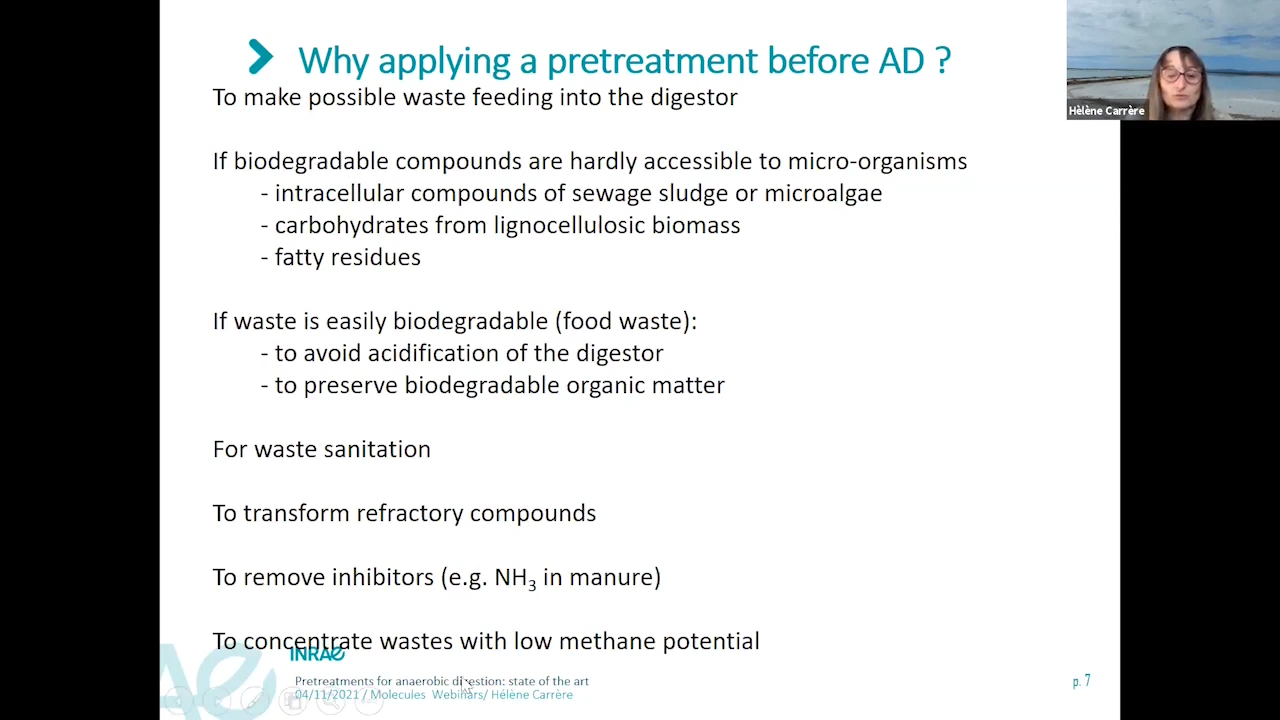 Why applying a pretreatment before AD ?
Hélène Carrère
To make possible waste feeding into the digestor
If biodegradable compounds are hardly accessible to micro-organisms
- intracellular compounds of sewage sludge or microalgae
- carbohydrates from lignocellulosic biomass
- fatty residues
If waste is easily biodegradable (food waste):
- to avoid acidification of the digestor
- to preserve biodegradable organic matter
For waste sanitation
To transform refractory compounds
To remove inhibitors (e.g. NH₃ in manure)
To concentrate wastes with low methane potential
INRAE
Pretreatments for anaerobic digestion: state of the art
04/11/2021 / Molecules Webinars/ Hélène Carrère
p. 7